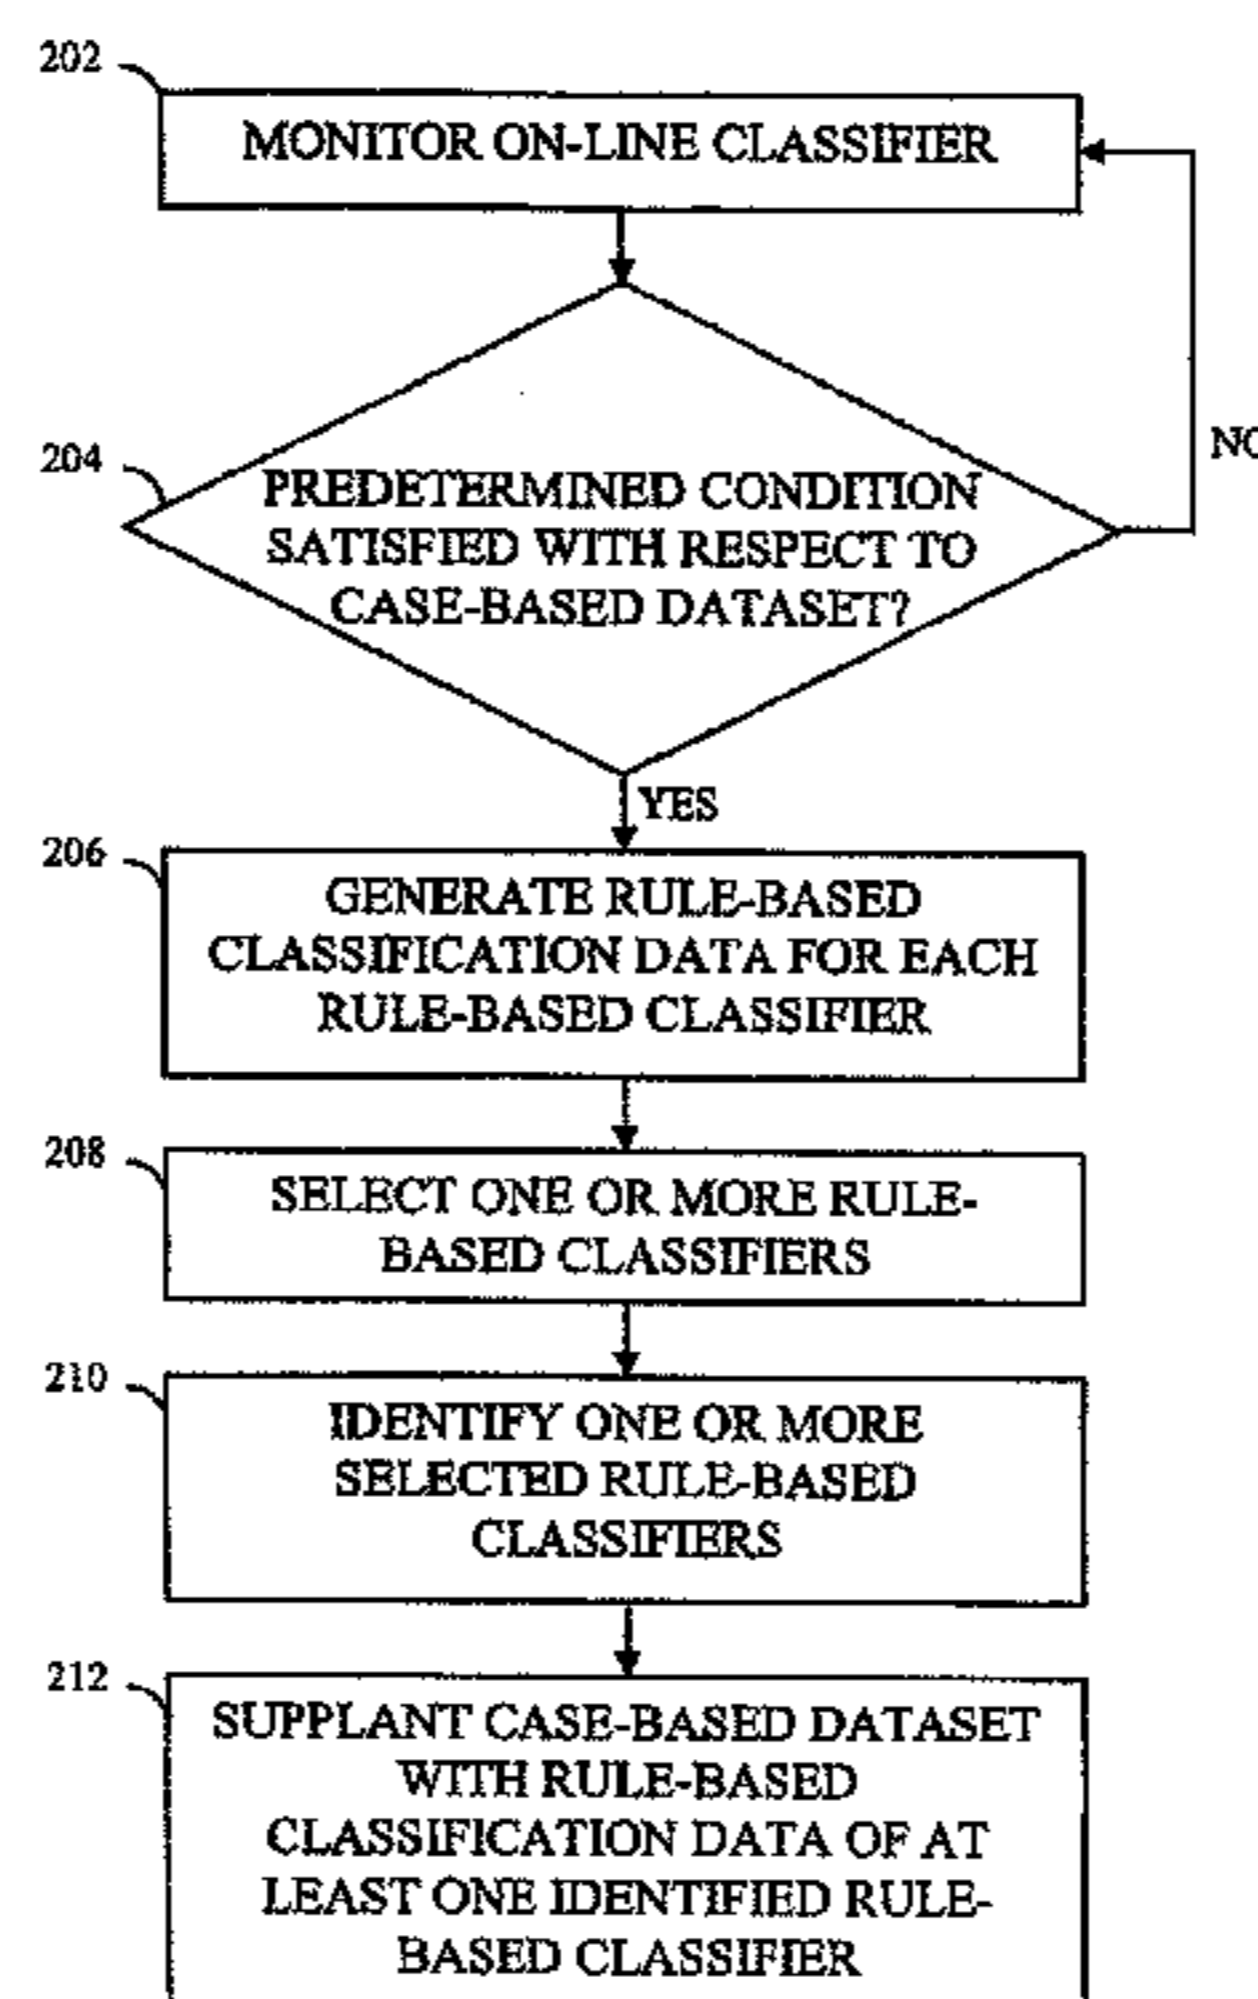 202
MONITOR ON-LINE CLASSIFIER
204
PREDETERMINED CONDITION
SATISFIED WITH RESPECT TO
CASE-BASED DATASET?
NO
YES
206
GENERATE RULE-BASED
CLASSIFICATION DATA FOR EACH
RULE-BASED CLASSIFIER
208
SELECT ONE OR MORE RULE-
BASED CLASSIFIERS
210
IDENTIFY ONE OR MORE
SELECTED RULE-BASED
CLASSIFIERS
212
SUPPLANT CASE-BASED DATASET
WITH RULE-BASED
CLASSIFICATION DATA OF AT
LEAST ONE IDENTIFIED RULE-
BASED CLASSIFIER